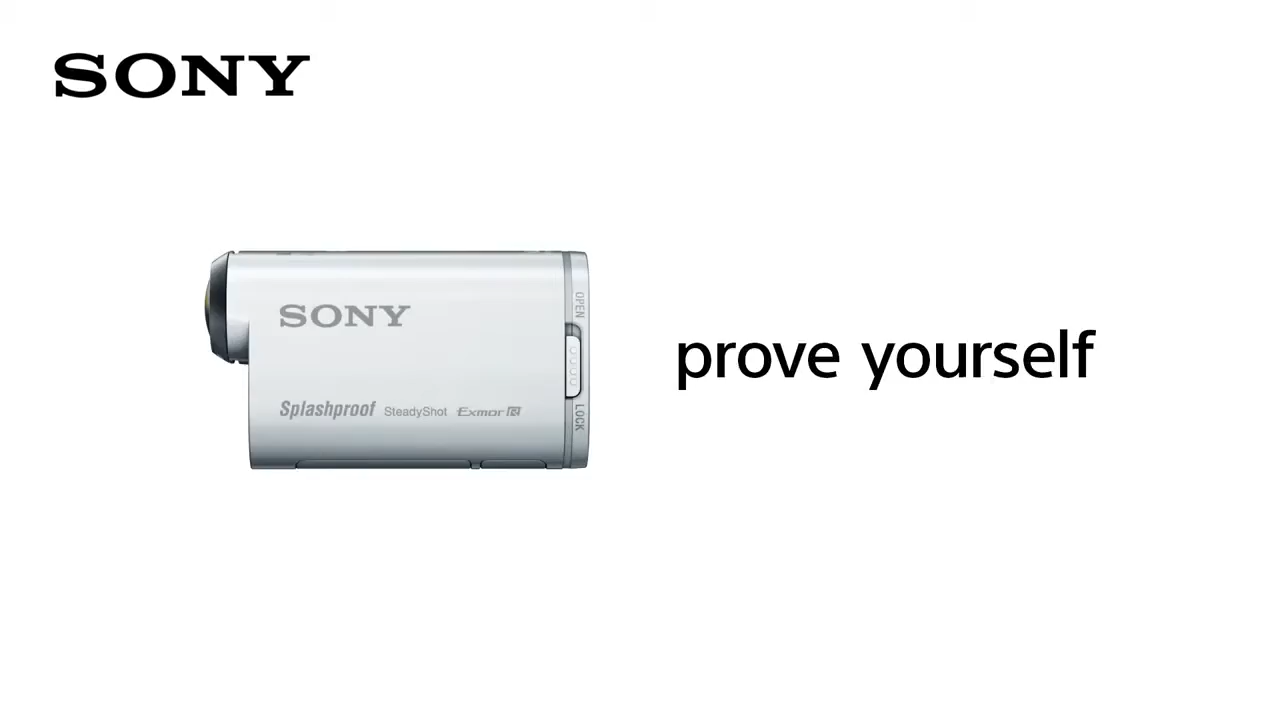 SONY
SONY
OPEN
prove yourself
Splashproof SteadyShot Exmor R
LOCK